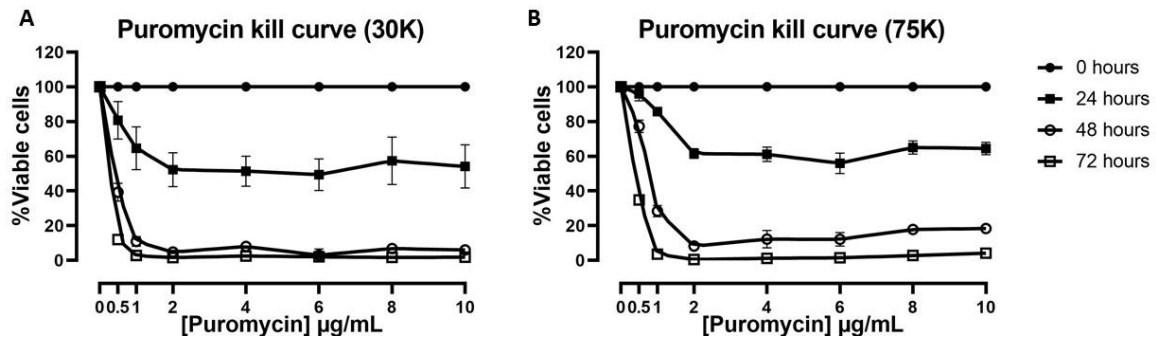 A
Puromycin kill curve (30K)
%Viable cells
120
100
80
60
40
20
0
0 0.5 1 2 4 6 8 10
[Puromycin] µg/mL
B
Puromycin kill curve (75K)
%Viable cells
120
100
80
60
40
20
0
0 0.5 1 2 4 6 8 10
[Puromycin] µg/mL
0 hours
24 hours
48 hours
72 hours